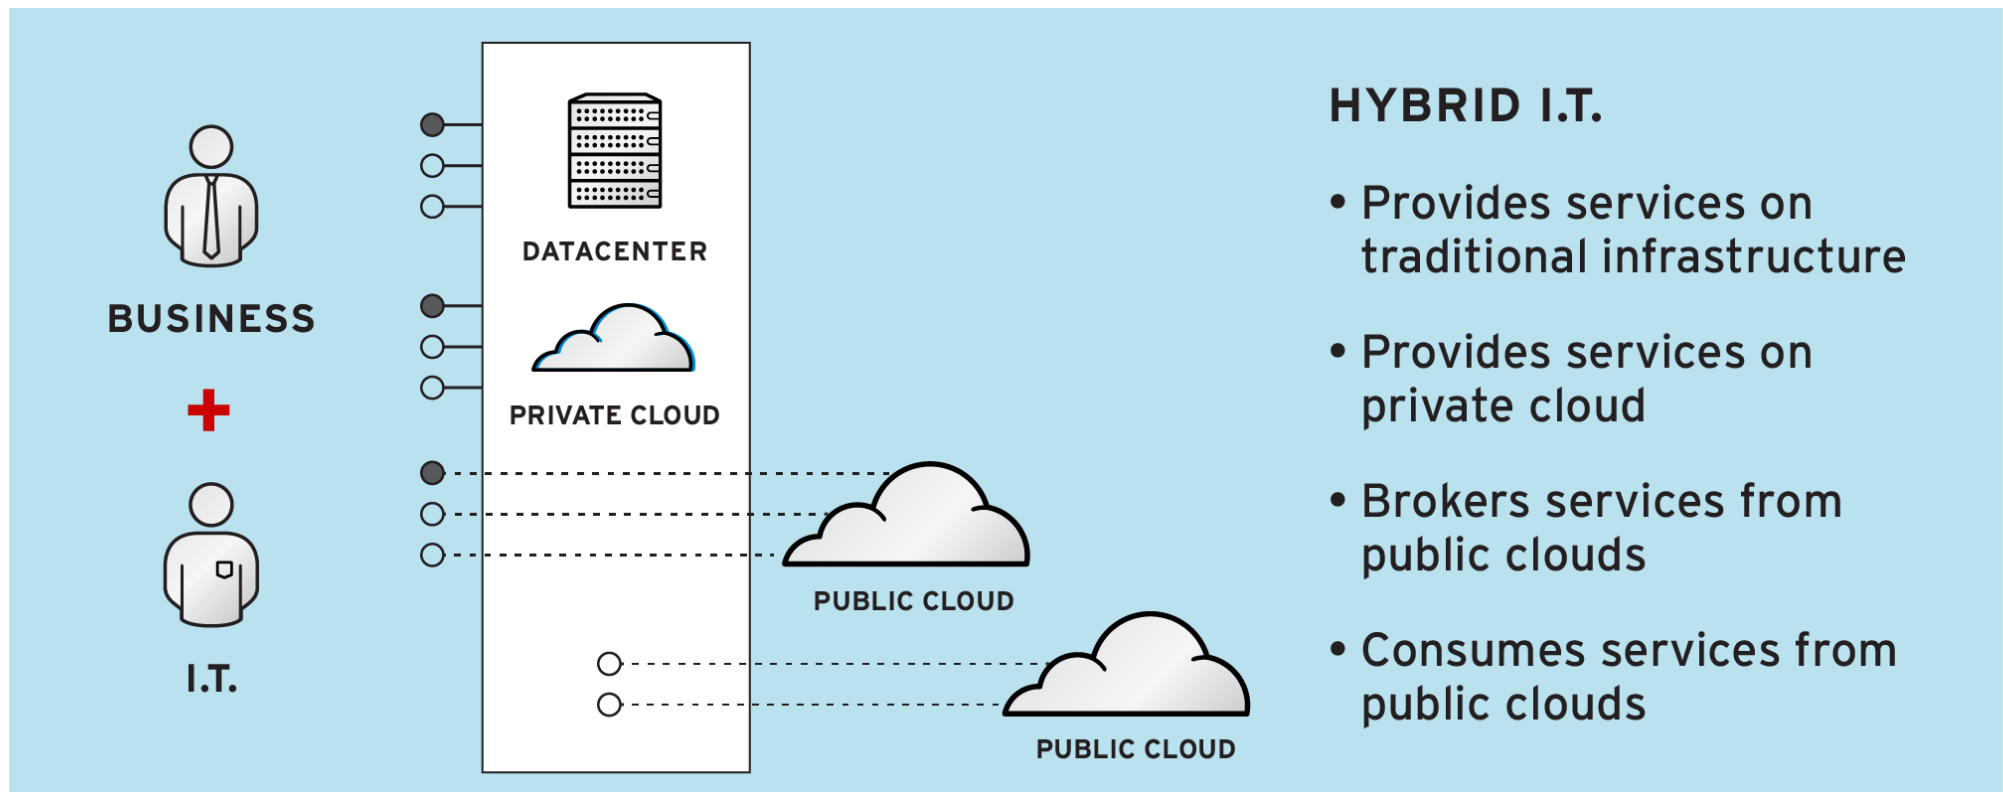 BUSINESS
+
I.T.
DATACENTER
PRIVATE CLOUD
PUBLIC CLOUD
PUBLIC CLOUD
HYBRID I.T.
• Provides services on
traditional infrastructure
• Provides services on
private cloud
• Brokers services from
public clouds
• Consumes services from
public clouds